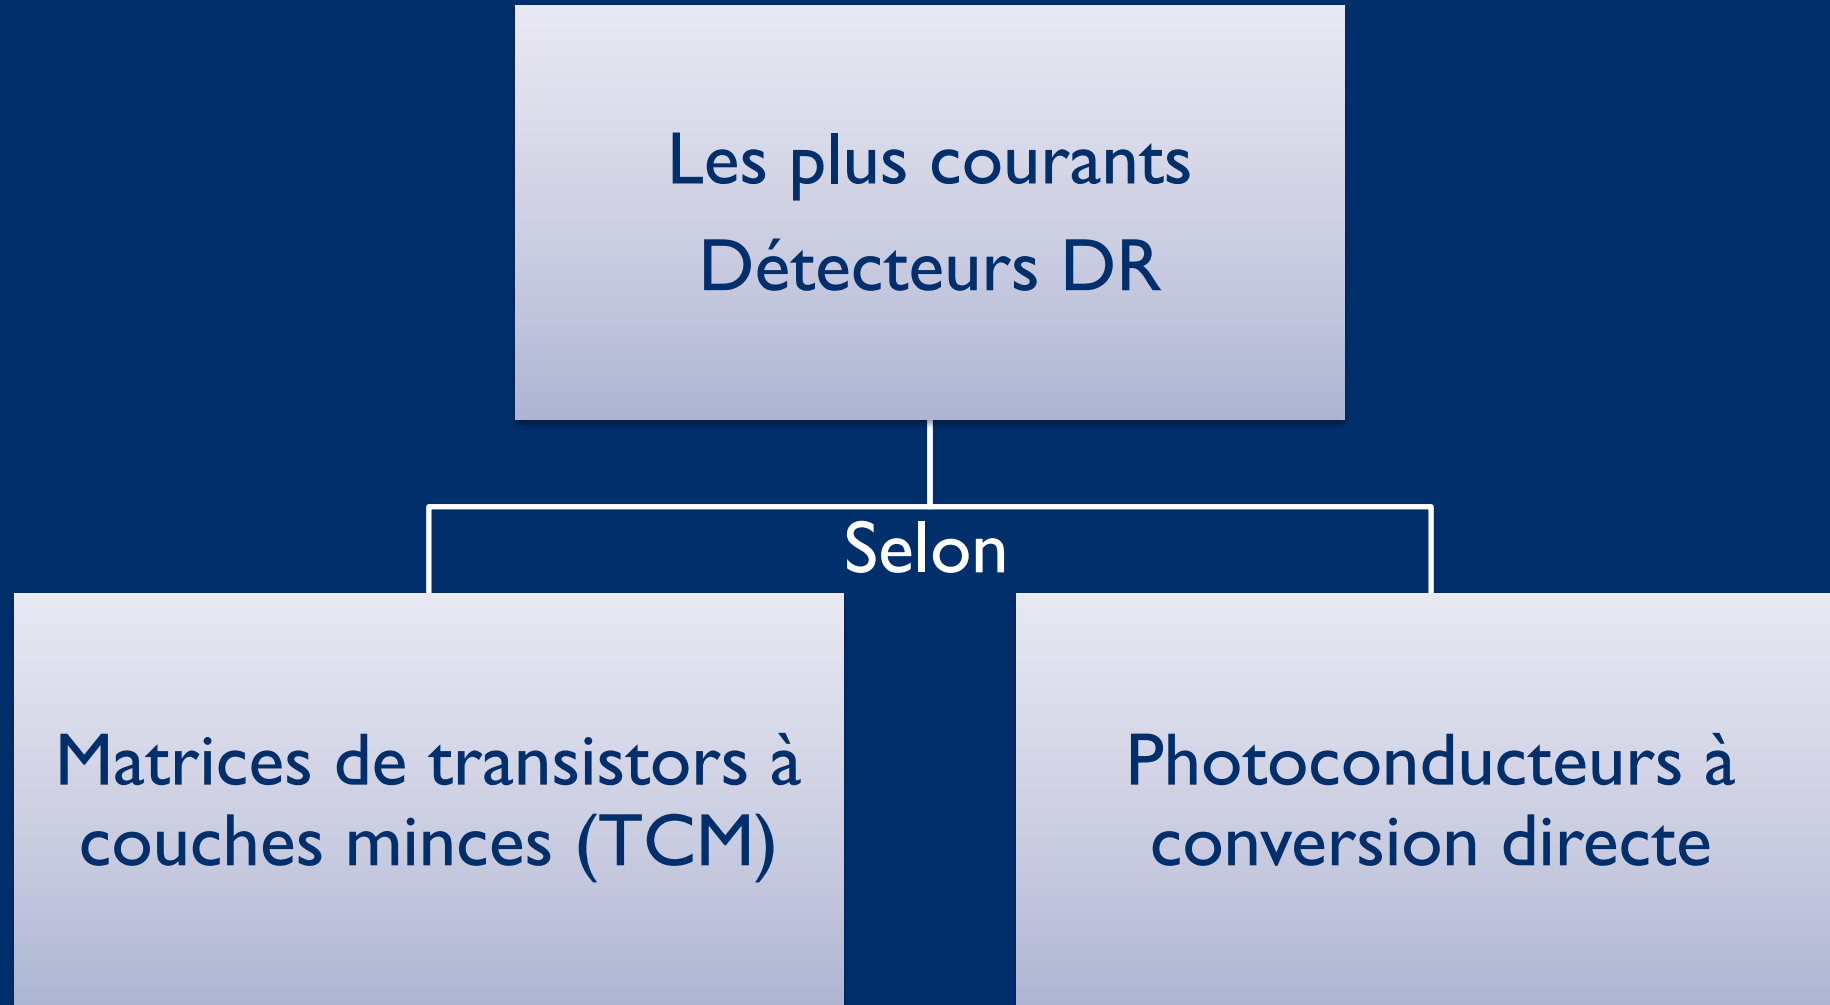 Les plus courants
Détecteurs DR
Selon
Matrices de transistors à
couches minces (TCM)
Photoconducteurs à
conversion directe